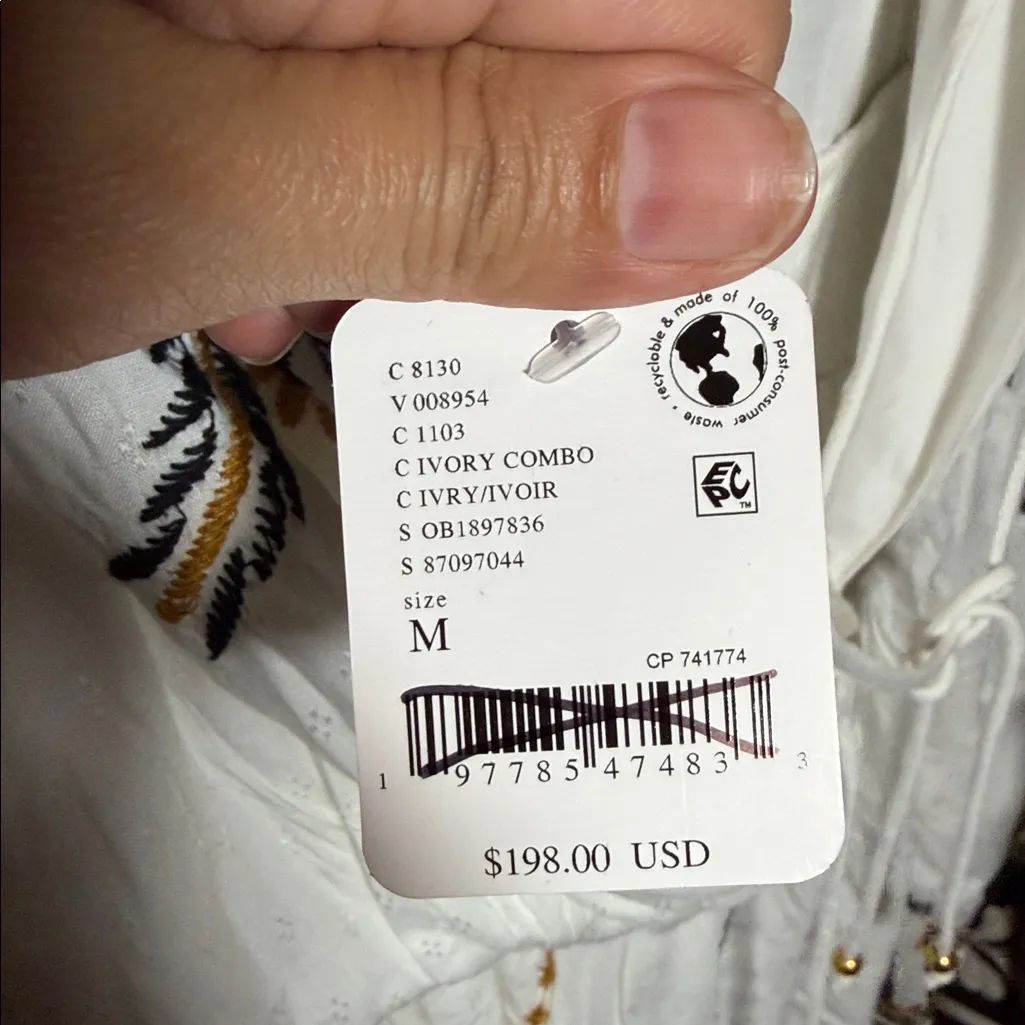 recyclable & made of 100% post-consumer waste •
C 8130
V 008954
C 1103
C IVORY COMBO
C IVRY/IVOIR
S OB1897836
S 87097044
EPC TM
size
M
CP 741774
1 97785 47483 3
$198.00 USD